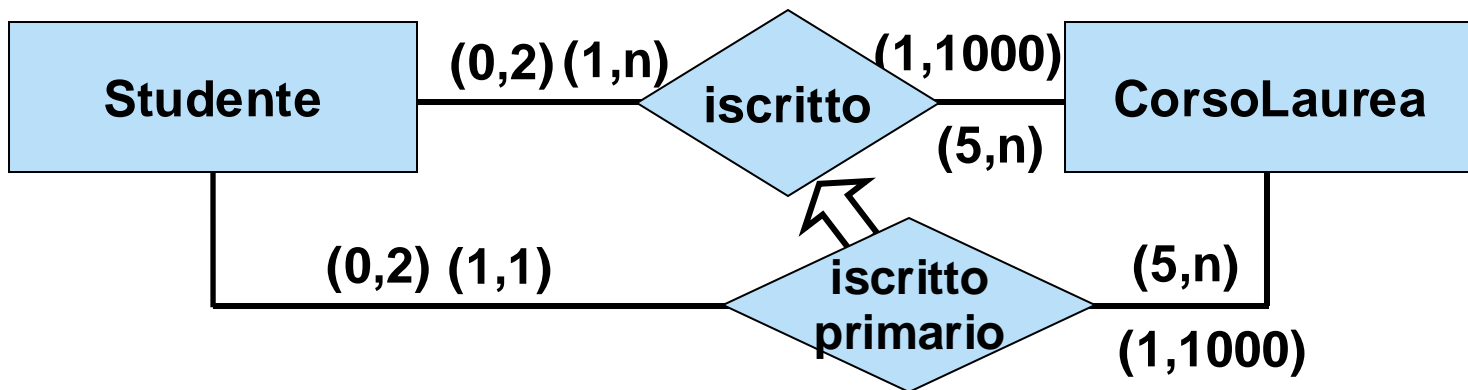 Studente
(0,2) (1,n)
iscritto
(1,1000)
(5,n)
CorsoLaurea
(0,2) (1,1)
iscritto
primario
(5,n)
(1,1000)